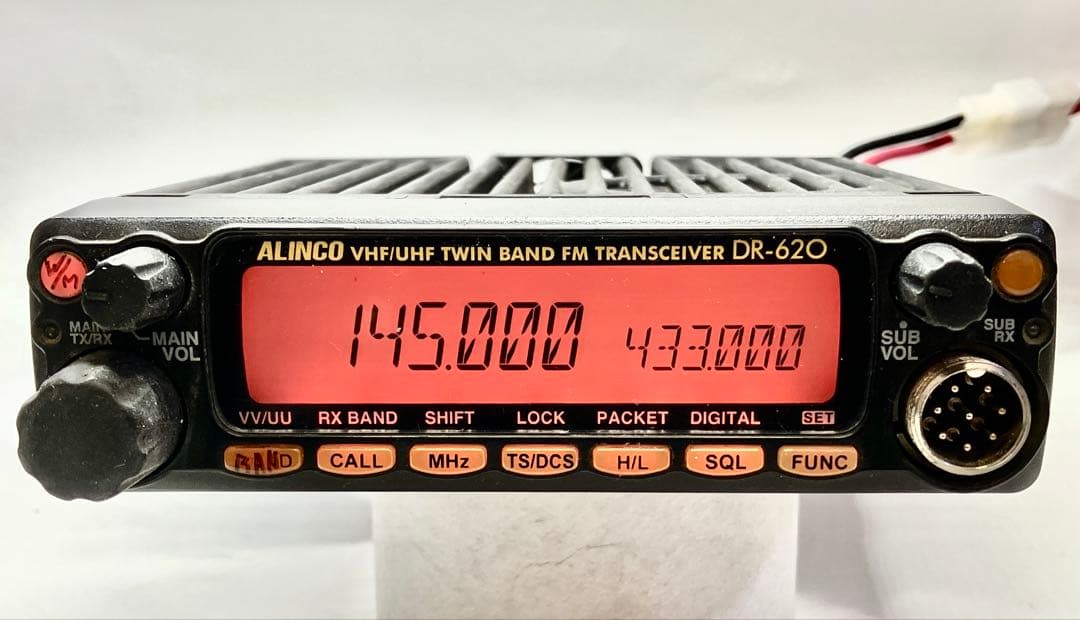 ALINCO VHF/UHF TWIN BAND FM TRANSCEIVER DR-620
V/M
MAIN TX/RX
MAIN VOL
145.000 433.000
SUB VOL
SUB RX
VV/UU RX BAND SHIFT LOCK PACKET DIGITAL SET
BAND CALL MHz TS/DCS H/L SQL FUNC